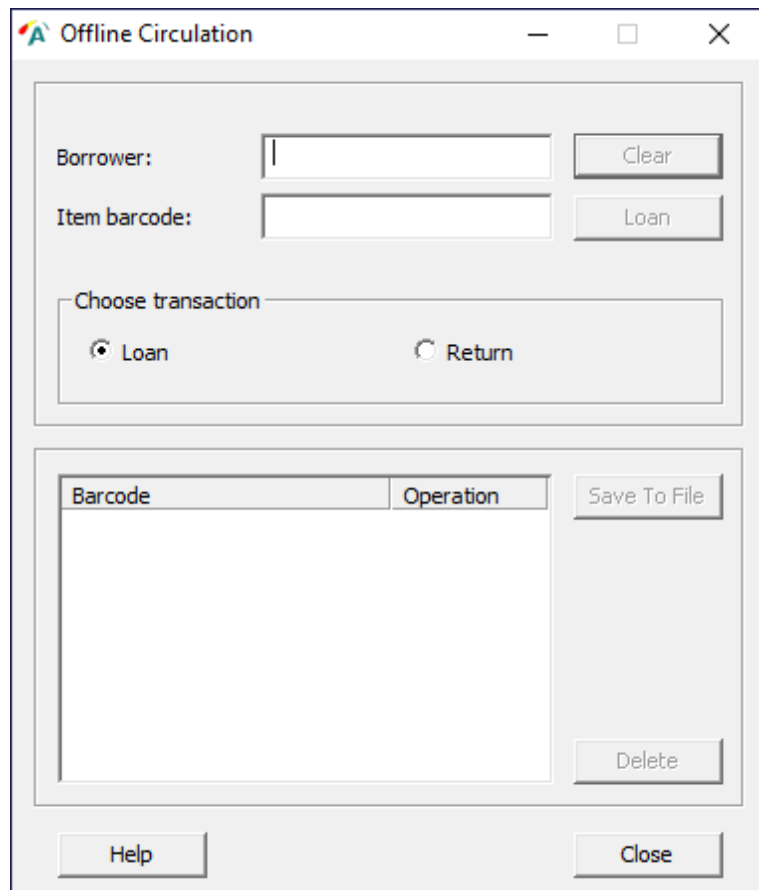 Offline Circulation
Borrower:
Clear
Item barcode:
Loan
Choose transaction
Loan
Return
Barcode
Operation
Save To File
Delete
Help
Close